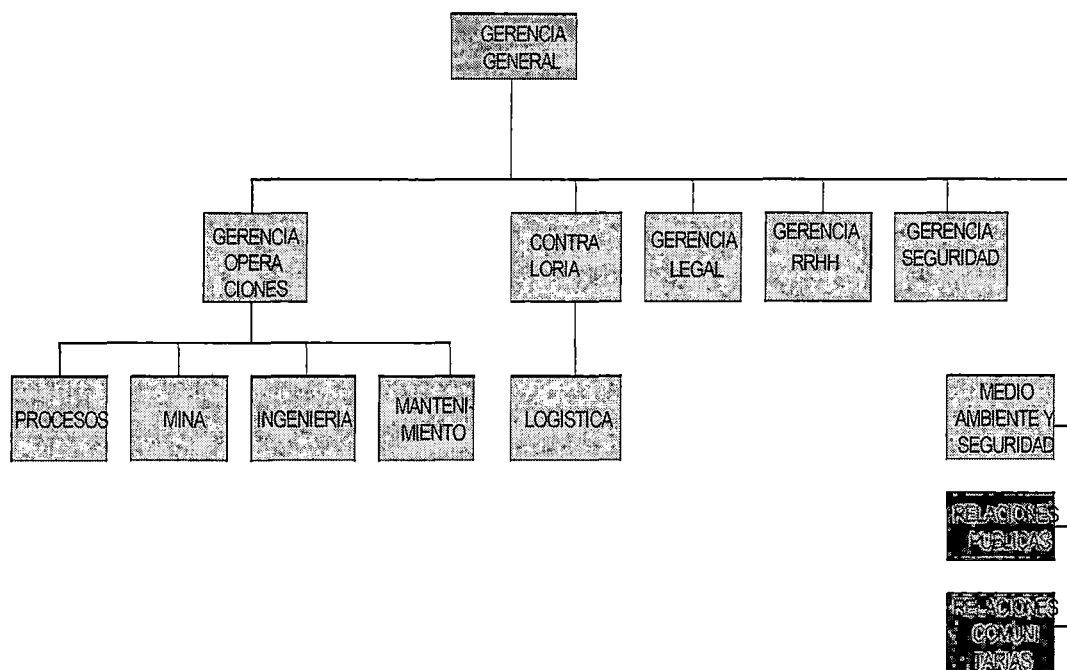 GERENCIA
GENERAL
GERENCIA
OPERA
CIONES
CONTRA
LORIA
GERENCIA
LEGAL
GERENCIA
RRHH
GERENCIA
SEGURIDAD
PROCESOS
MINA
INGENIERIA
MANTENI-
MIENTO
LOGÍSTICA
MEDIO
AMBIENTE Y
SEGURIDAD
RELACIONES
PUBLICAS
RELACIONES
COMUNI
TARIAS